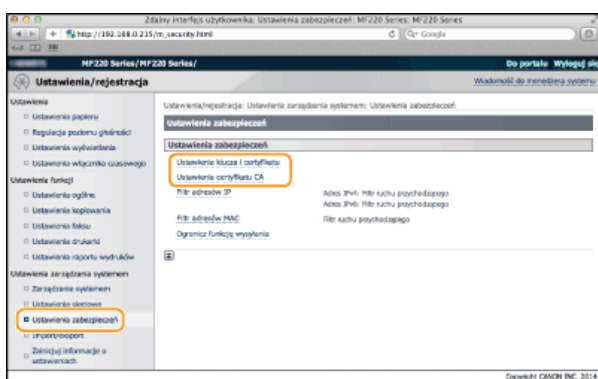 Zdalny interfejs użytkownika: Ustawienia zabezpieczeń: MF220 Series: MF220 Series
http://192.168.0.215/m_security.html
Google
MF220 Series/MF220 Series/
Do portalu Wyloguj się
Ustawienia/rejestracja
Wiadomość do menedżera systemu
Ustawienia
Ustawienia papieru
Regulacja poziomu głośności
Ustawienia wyświetlania
Ustawienia włącznika czasowego
Ustawienia funkcji
Ustawienia ogólne
Ustawienia kopiowania
Ustawienia faksu
Ustawienia drukarki
Ustawienia raportu wydruków
Ustawienia zarządzania systemem
Zarządzanie systemem
Ustawienia sieciowe
Ustawienia zabezpieczeń
Import/eksport
Zainicjuj informacje o
ustawieniach
Ustawienia/rejestracja: Ustawienia zarządzania systemem: Ustawienia zabezpieczeń
Ustawienia zabezpieczeń
Ustawienia zabezpieczeń
Ustawienie klucza i certyfikatu
Ustawienie certyfikatu CA
Filtr adresów IP
Adres IPv4: Filtr ruchu przychodzącego
Adres IPv6: Filtr ruchu przychodzącego
Filtr adresów MAC
Filtr ruchu przychodzącego
Ogranicz funkcję wysyłania
Copyright CANON INC. 2014